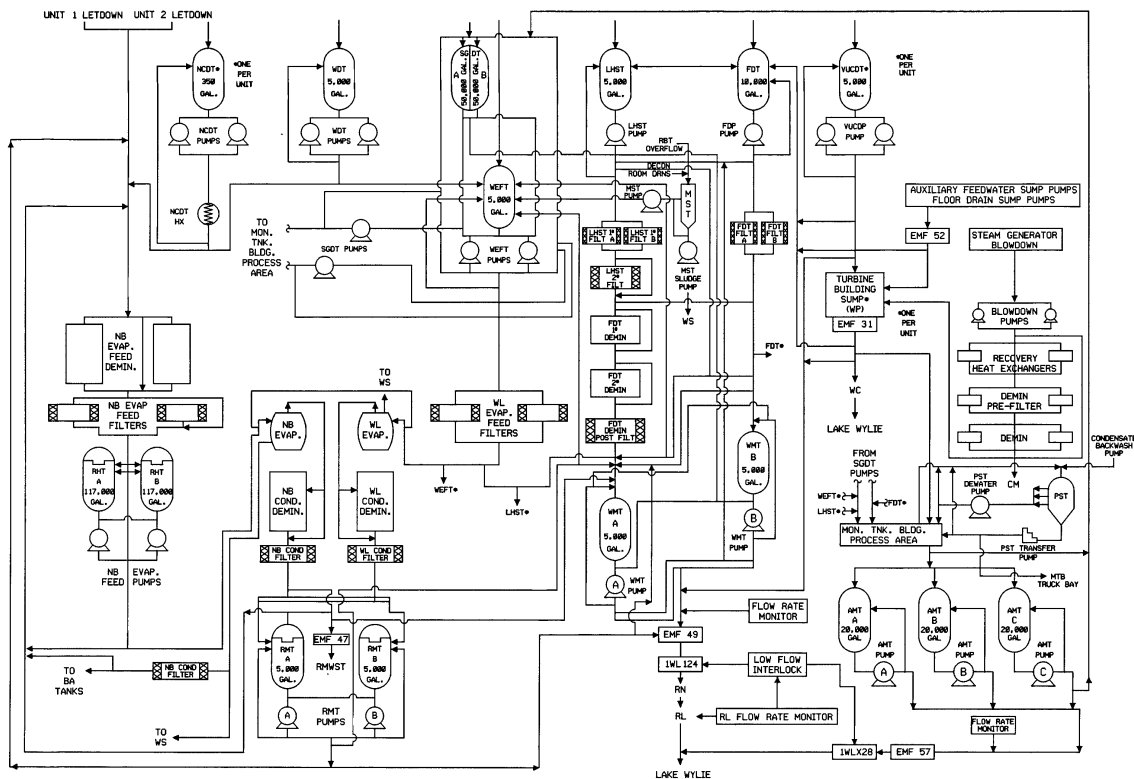 UNIT 1 LETDOWN UNIT 2 LETDOWN
NCDT*
350
GAL.
*ONE
PER
UNIT
WDT
5,000
GAL.
SG DT
A B
50,000 GAL.
50,000 GAL.
LHST
5,000
GAL.
FDT
10,000
GAL.
VUCDT*
5,000
GAL.
*ONE
PER
UNIT
NCDT
PUMPS
WDT PUMPS
LHST
PUMP
FDP PUMP
VUCDP
PUMPS
RBT
OVERFLOW
DECON
ROOM DRNS
MST
PUMP
MST
WEFT
5,000
GAL.
NCDT
HX
TO
MON.
TNK.
BLDG.
PROCESS
AREA
SGDT PUMPS
WEFT
PUMPS
LHST 1º
FILT A
LHST 1º
FILT B
FDT
FILT
A
FDT
FILT
B
AUXILIARY FEEDWATER SUMP PUMPS
FLOOR DRAIN SUMP PUMPS
EMF 52
STEAM GENERATOR
BLOWDOWN
LHST
2º
FILT
MST
SLUDGE
PUMP
WS
TURBINE
BUILDING
SUMP*
(WP)
EMF 31
*ONE
PER
UNIT
BLOWDOWN
PUMPS
FDT
1º
DEMIN
FDT*
RECOVERY
HEAT EXCHANGERS
NB
EVAP.
FEED
DEMIN.
TO
WS
FDT
2º
DEMIN
WC
LAKE WYLIE
DEMIN
PRE-FILTER
NB EVAP
FEED
FILTERS
NB
EVAP.
WL
EVAP.
WL
EVAP.
FEED
FILTERS
FDT
DEMIN
POST FILT
DEMIN
CONDENSATE
BACKWASH
PUMP
RHT
A
117,000
GAL.
RHT
B
117,000
GAL.
WMT
B
5,000
GAL.
FROM
SGDT
PUMPS
CM
PST
DEWATER
PUMP
PST
WEFT*
LHST*
NB
COND.
DEMIN.
WL
COND.
DEMIN.
WEFT*
LHST*
FDT*
WMT
A
5,000
GAL.
B
WMT
PUMP
MON. TNK. BLDG.
PROCESS AREA
PST TRANSFER
PUMP
NB EVAP.
FEED PUMPS
NB COND
FILTER
WL COND
FILTER
MTB
TRUCK BAY
A
WMT
PUMP
FLOW RATE
MONITOR
AMT
A
20,000
GAL
AMT
B
20,000
GAL
AMT
C
20,000
GAL
RMT
A
5,000
GAL.
EMF 47
RMWST
RMT
B
5,000
GAL.
EMF 49
AMT
PUMP
A
AMT
PUMP
B
AMT
PUMP
C
TO
BA
TANKS
NB COND
FILTER
1WL124
LOW FLOW
INTERLOCK
RN
RL
RL FLOW RATE MONITOR
A
RMT
PUMPS
B
TO
WS
FLOW RATE
MONITOR
1WLX28
EMF 57
LAKE WYLIE